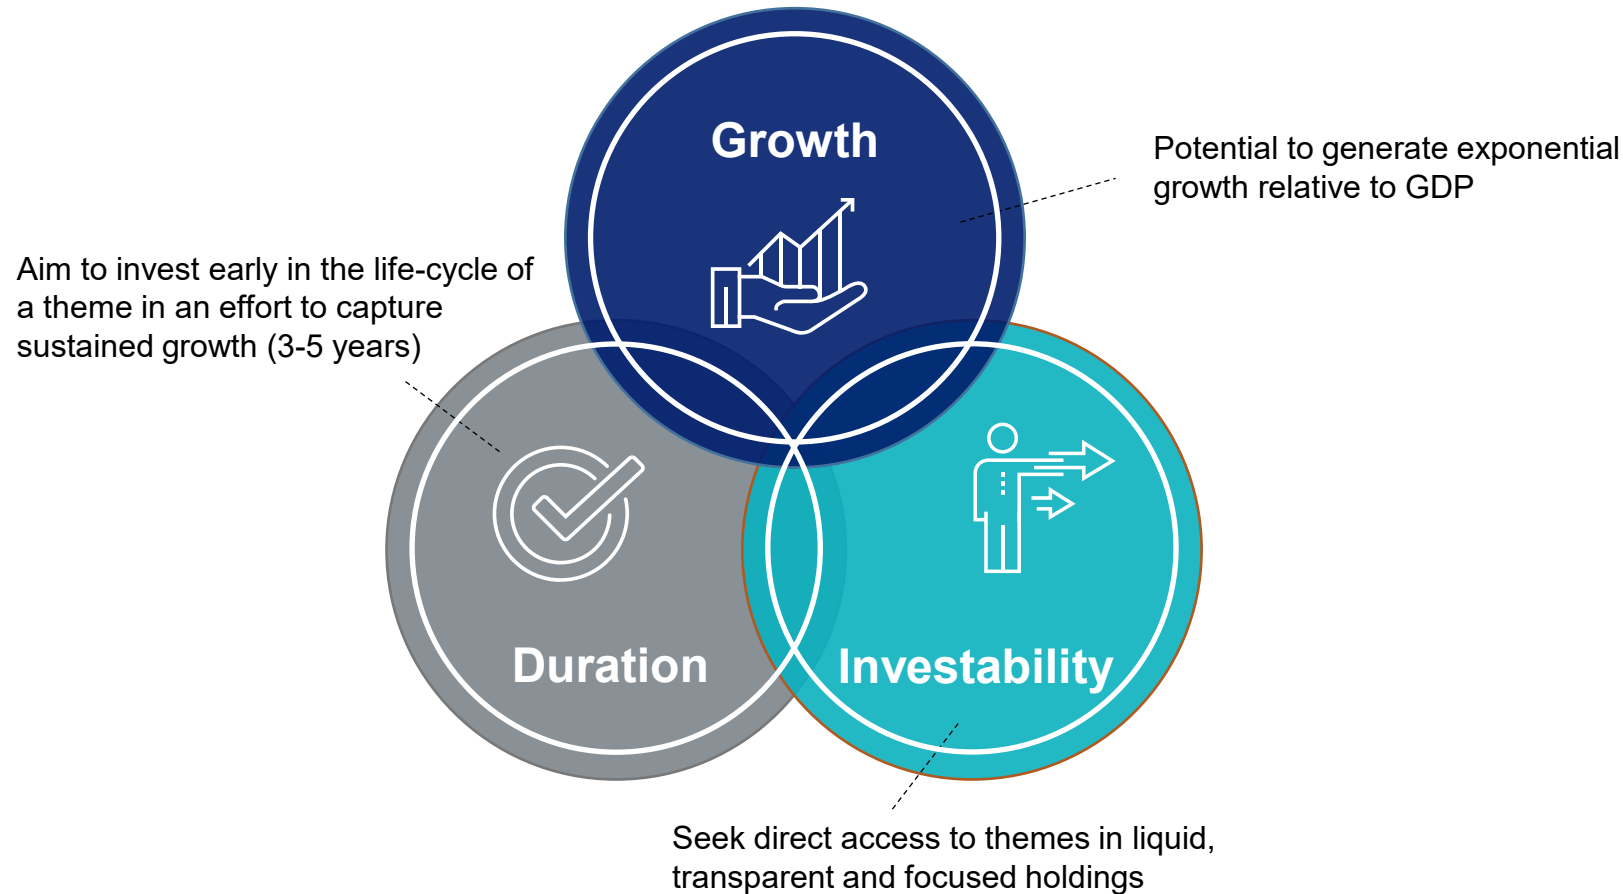 Growth
Potential to generate exponential
growth relative to GDP
Aim to invest early in the life-cycle of
a theme in an effort to capture
sustained growth (3-5 years)
Duration
Investability
Seek direct access to themes in liquid,
transparent and focused holdings